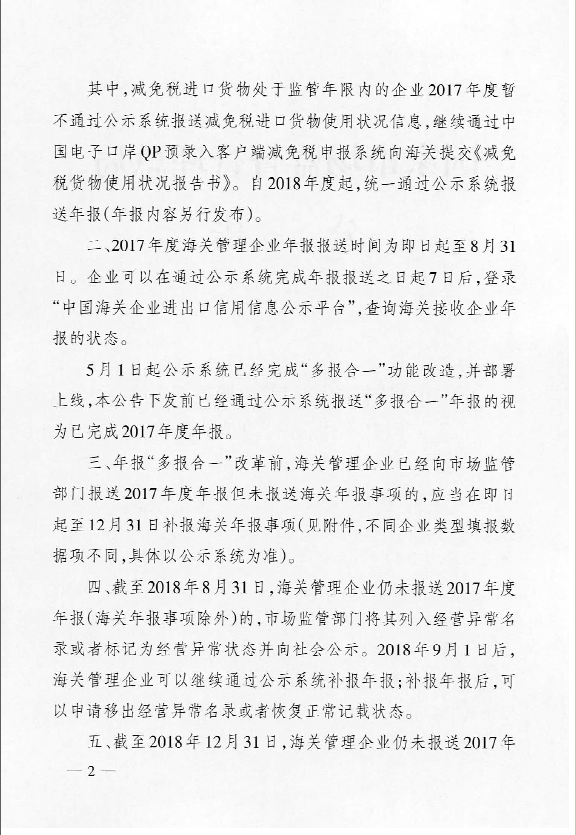 其中,减免税进口货物处于监管年限内的企业2017年度暂
不通过公示系统报送减免税进口货物使用状况信息,继续通过中
国电子口岸QP预录入客户端减免税申报系统向海关提交《减免
税货物使用状况报告书》。自2018年度起,统一通过公示系统报
送年报(年报内容另行发布)。
二、2017年度海关管理企业年报报送时间为即日起至8月31
日。企业可以在通过公示系统完成年报报送之日起7日后,登录
“中国海关企业进出口信用信息公示平台”,查询海关接收企业年
报的状态。
5月1日起公示系统已经完成“多报合一”功能改造,并部署
上线,本公告下发前已经通过公示系统报送“多报合一”年报的视
为已完成2017年度年报。
三、年报“多报合一”改革前,海关管理企业已经向市场监管
部门报送2017年度年报但未报送海关年报事项的,应当在即日
起至12月31日补报海关年报事项(见附件,不同企业类型填报数
据项不同,具体以公示系统为准)。
四、截至2018年8月31日,海关管理企业仍未报送2017年度
年报(海关年报事项除外)的,市场监管部门将其列入经营异常名
录或者标记为经营异常状态并向社会公示。2018年9月1日后,
海关管理企业可以继续通过公示系统补报年报;补报年报后,可
以申请移出经营异常名录或者恢复正常记载状态。
五、截至2018年12月31日,海关管理企业仍未报送2017年
— 2 —